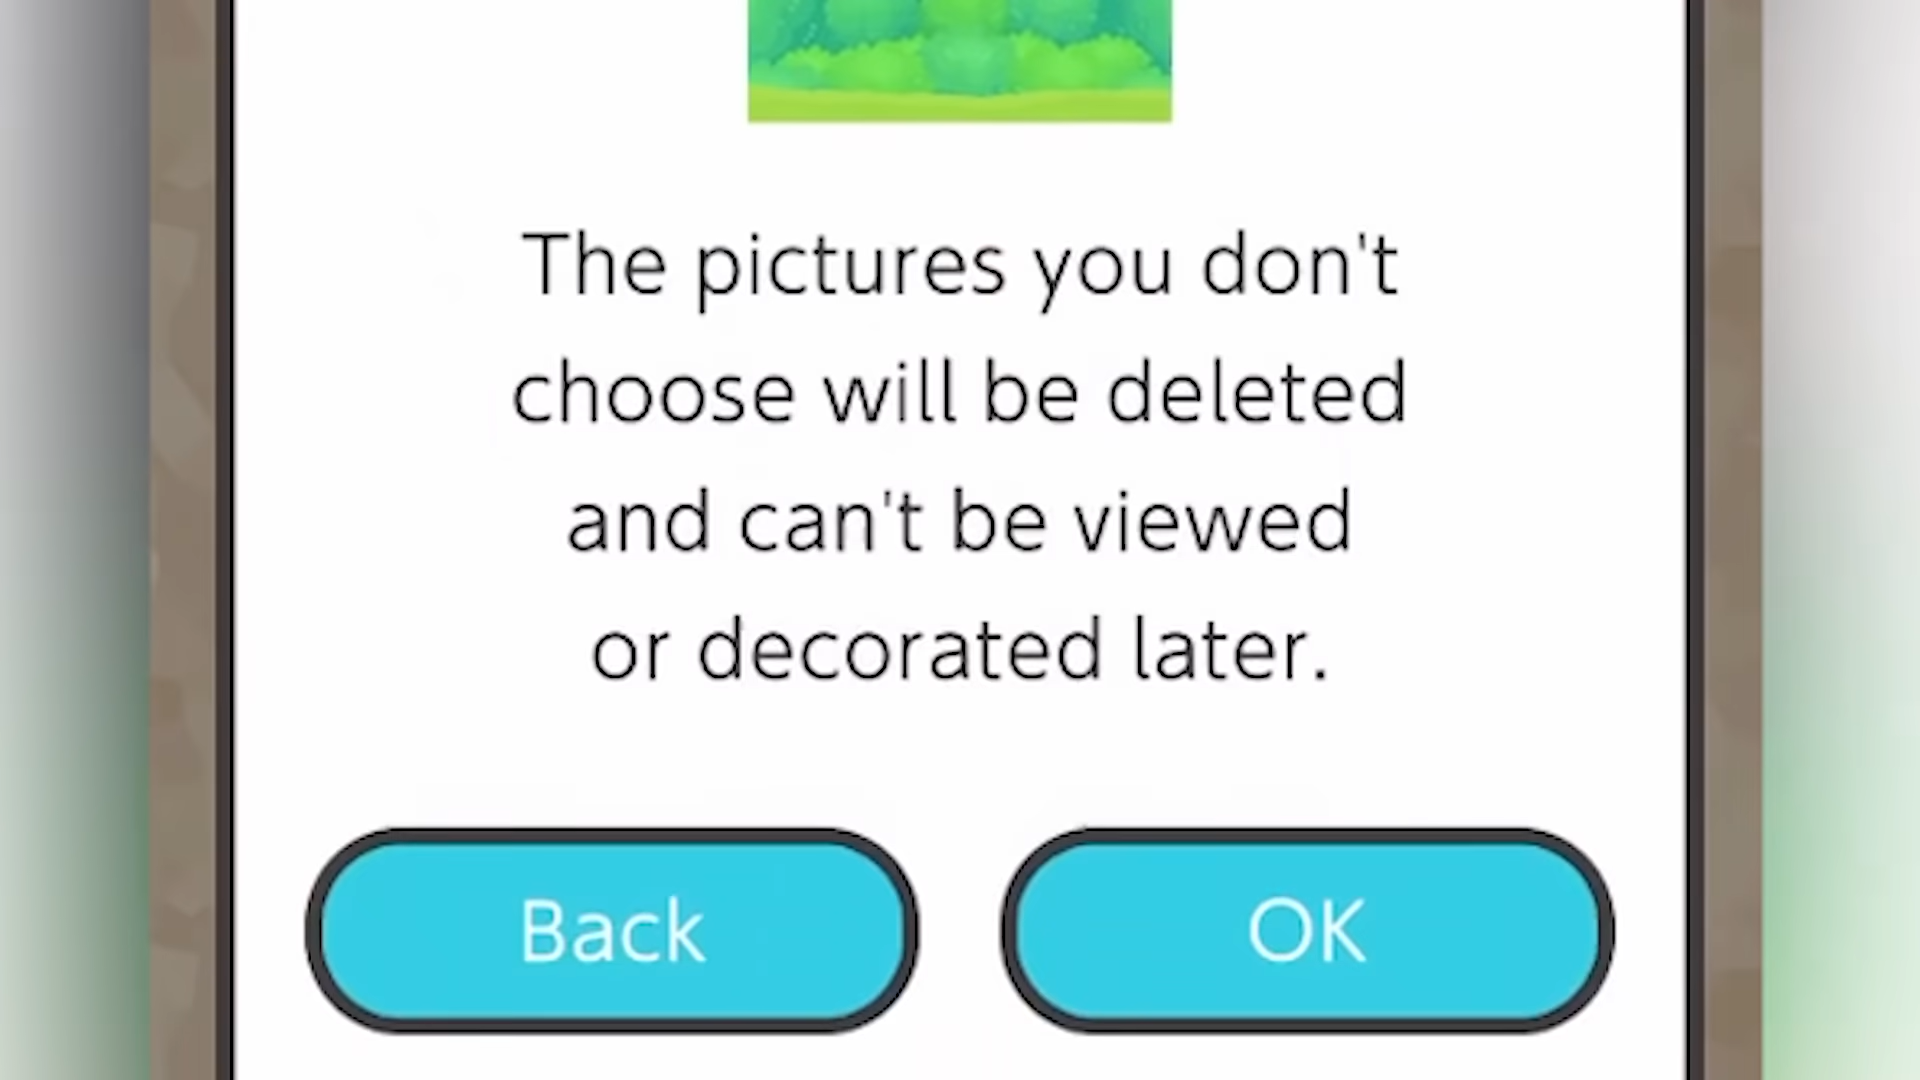 The pictures you don't
choose will be deleted
and can't be viewed
or decorated later.
Back
OK